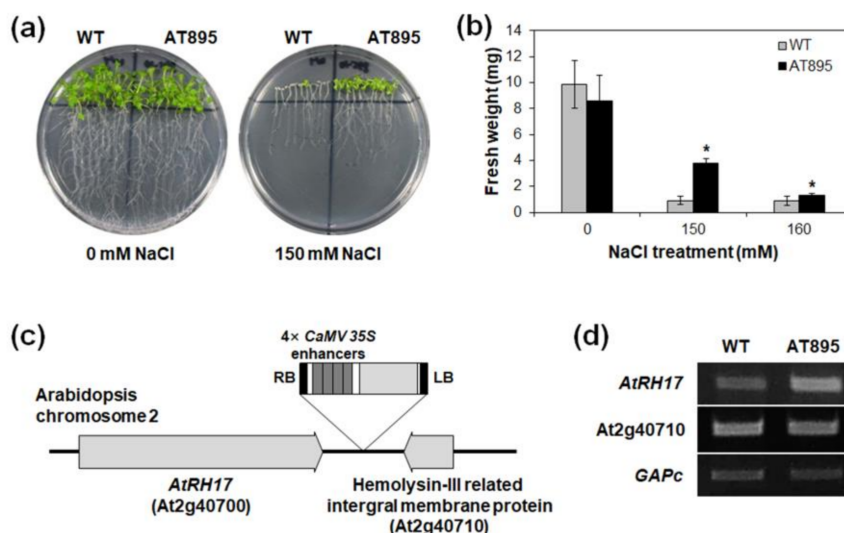 (a)
WT AT895 WT AT895
0 mM NaCl 150 mM NaCl
(b)
Fresh weight (mg)
14
12
10
8
6
4
2
0
WT
AT895
*
*
0 150 160
NaCl treatment (mM)
(c)
4× CaMV 35S
enhancers
RB LB
Arabidopsis
chromosome 2
AtRH17
(At2g40700)
Hemolysin-III related
intergral membrane protein
(At2g40710)
(d)
WT AT895
AtRH17
At2g40710
GAPc